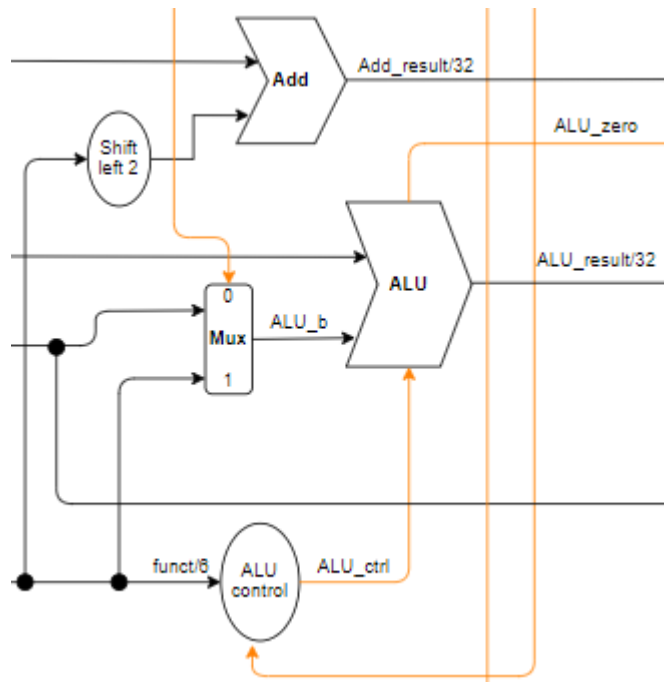 Add_result/32
Add
ALU_zero
Shift
left 2
ALU_result/32
ALU
0
ALU_b
Mux
1
funct/6
ALU_ctrl
ALU
control